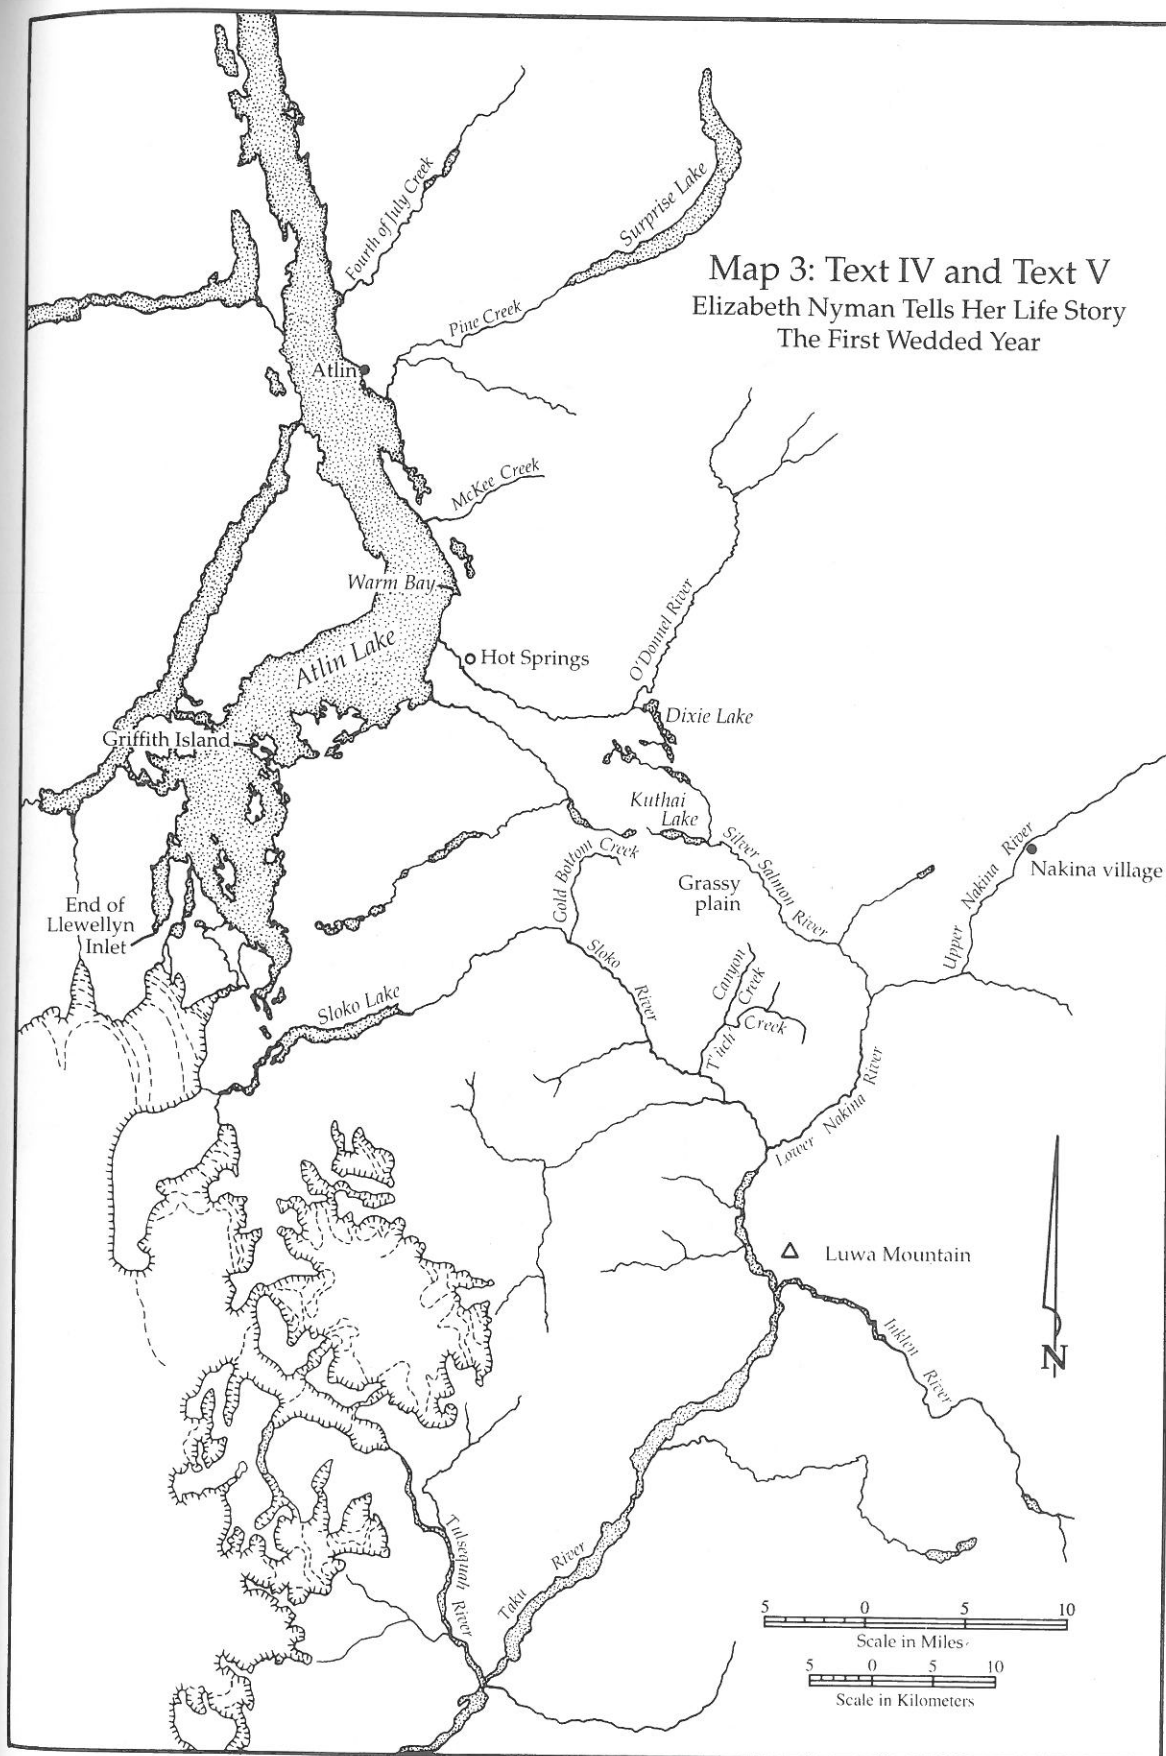 Fourth of July Creek
Surprise Lake
Map 3: Text IV and Text V
Elizabeth Nyman Tells Her Life Story
The First Wedded Year
Pine Creek
Atlin
McKee Creek
Warm Bay
O'Donnel River
Atlin Lake
Hot Springs
Dixie Lake
Griffith Island
Kuthai
Lake
Silver Salmon River
Upper Nakina River
Nakina village
Gold Bottom Creek
Grassy
plain
End of
Llewellyn
Inlet
Sloko River
Canyon
Creek
Sloko Lake
T'üch' Creek
Lower Nakina River
Luwa Mountain
Inklen River
N
Tulsequah River
Taku River
5 0 5 10
Scale in Miles
5 0 5 10
Scale in Kilometers